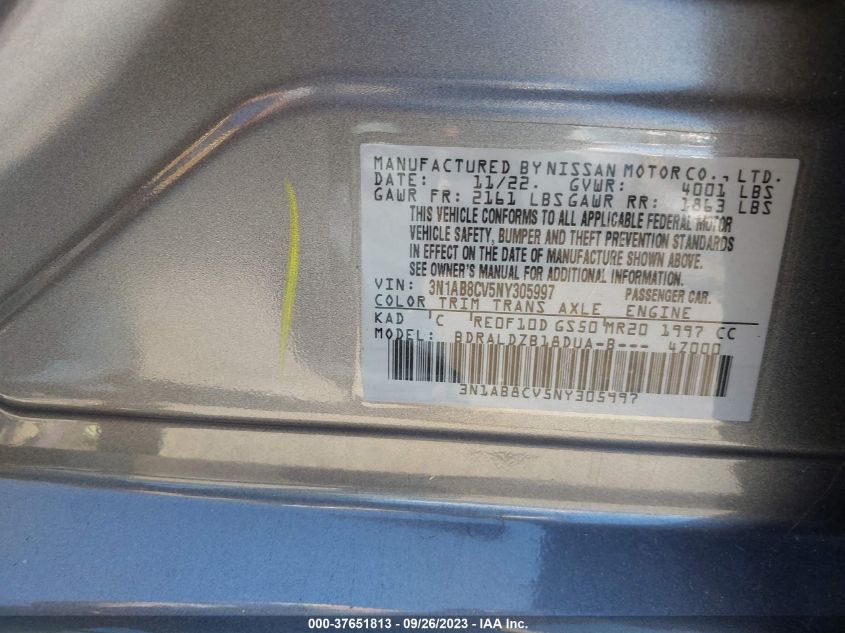 MANUFACTURED BY NISSAN MOTOR CO., LTD.
DATE: 11/22. GVWR: 4001 LBS
GAWR FR: 2161 LBS GAWR RR: 1863 LBS
THIS VEHICLE CONFORMS TO ALL APPLICABLE FEDERAL MOTOR
VEHICLE SAFETY, BUMPER AND THEFT PREVENTION STANDARDS
IN EFFECT ON THE DATE OF MANUFACTURE SHOWN ABOVE.
SEE OWNER'S MANUAL FOR ADDITIONAL INFORMATION.
VIN: 3N1AB8CV5NY305997 PASSENGER CAR.
COLOR TRIM TRANS AXLE ENGINE
KAD C RE0F10D GS50 MR20 1997 CC
MODEL: BDRALDZB18DUA-B--- 4Z000
3N1AB8CV5NY305997
000-37651813 / 09/26/2023 - IAA Inc.